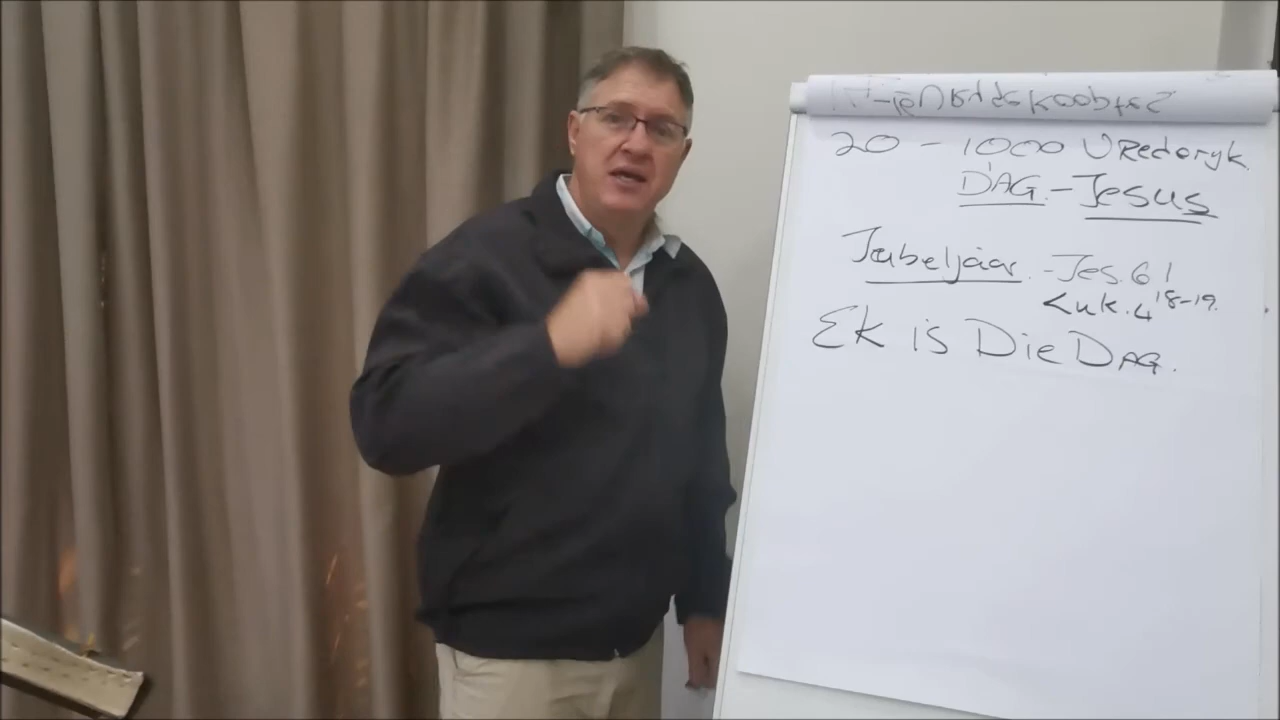 20 - 1000 VRederyk.
DAG. - Jesus
Jubeljaar. - Jes. 61
Luk. 4 18-19.
Ek is Die DAG.